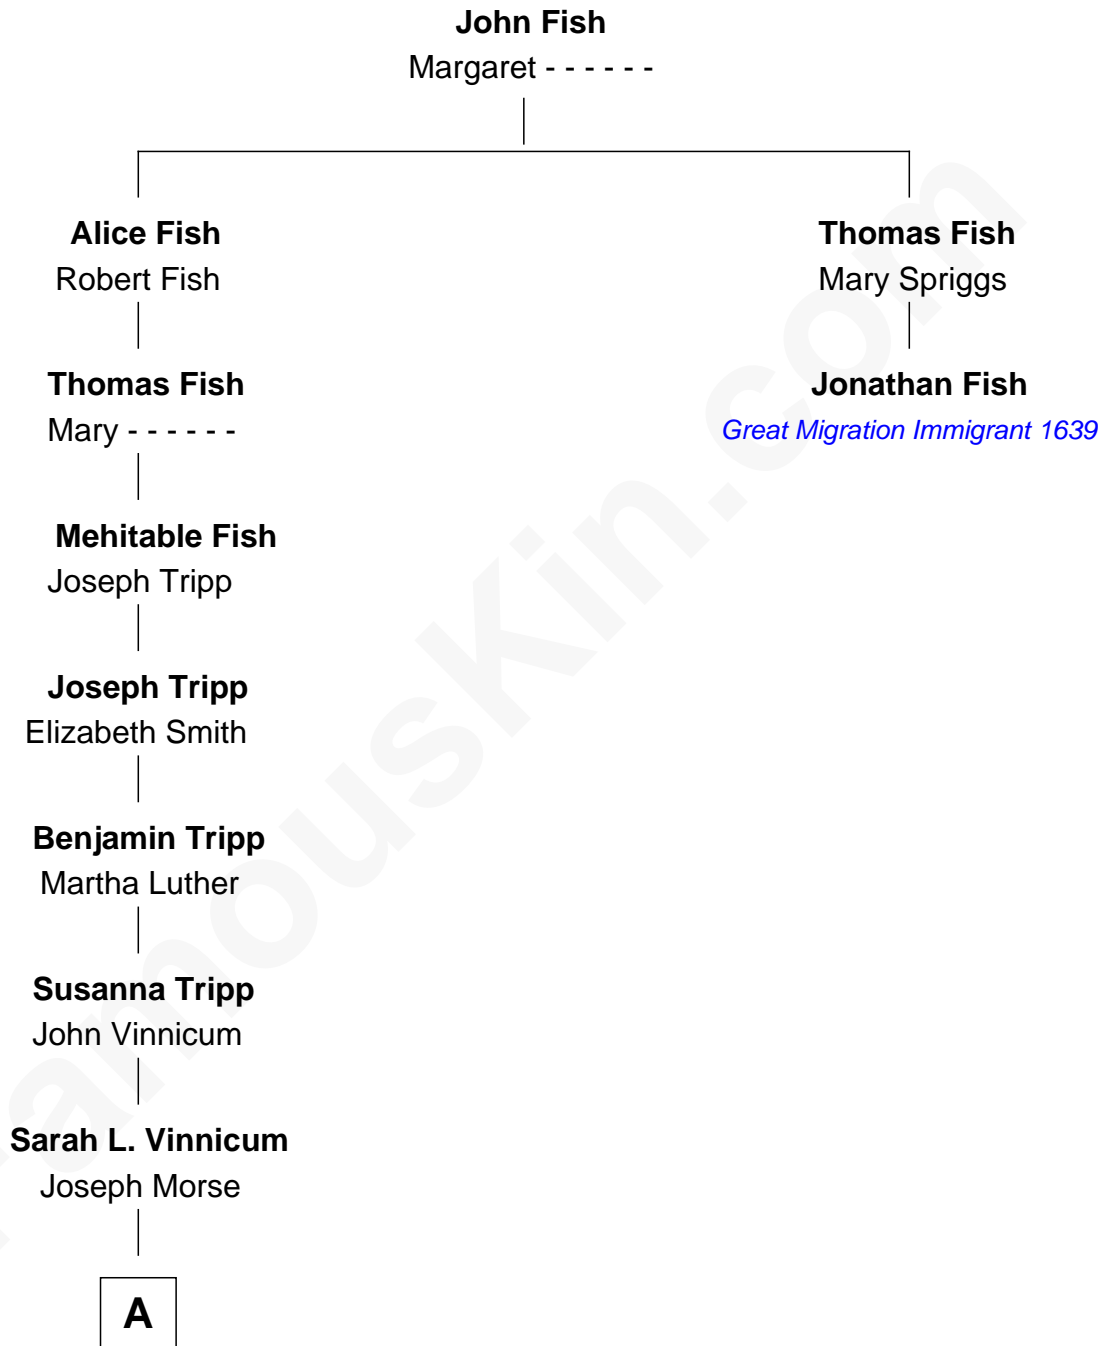 John Fish
Margaret - - - - - -
Alice Fish
Robert Fish
Thomas Fish
Mary Spriggs
Thomas Fish
Mary - - - - - -
Jonathan Fish
Great Migration Immigrant 1639
Mehitable Fish
Joseph Tripp
Joseph Tripp
Elizabeth Smith
Benjamin Tripp
Martha Luther
Susanna Tripp
John Vinnicum
Sarah L. Vinnicum
Joseph Morse
A
FamousKin.com